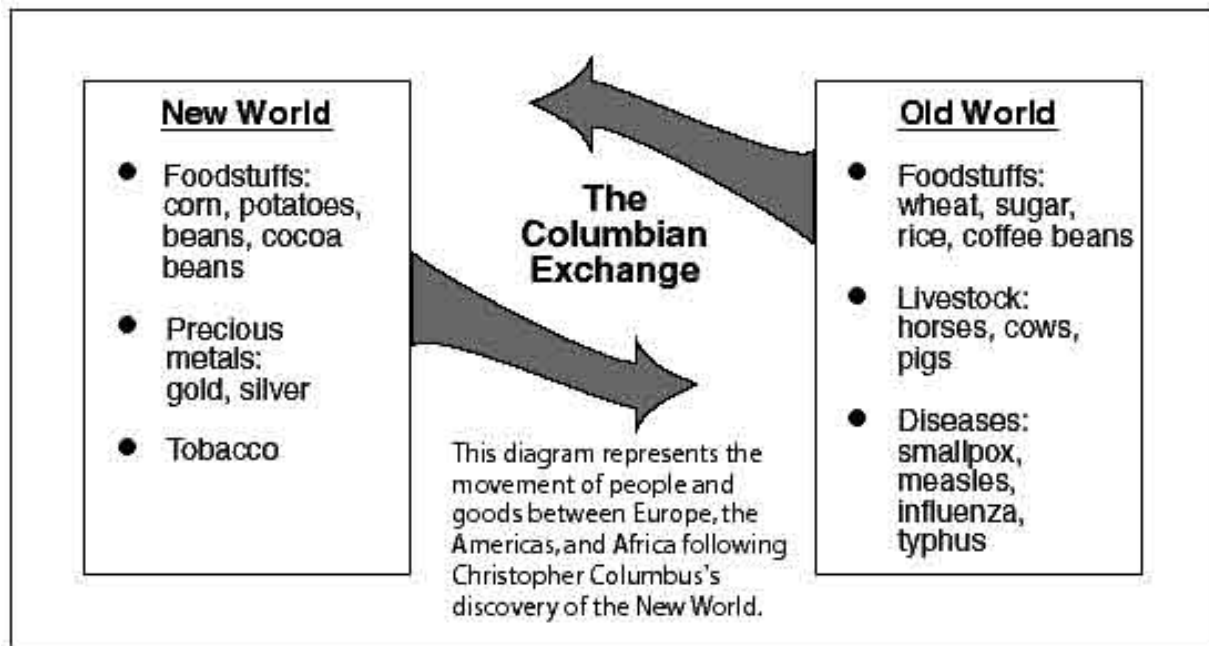 New World
● Foodstuffs:
corn, potatoes,
beans, cocoa
beans
● Precious
metals:
gold, silver
● Tobacco
The
Columbian
Exchange
This diagram represents the
movement of people and
goods between Europe, the
Americas, and Africa following
Christopher Columbus's
discovery of the New World.
Old World
● Foodstuffs:
wheat, sugar,
rice, coffee beans
● Livestock:
horses, cows,
pigs
● Diseases:
smallpox,
measles,
influenza,
typhus